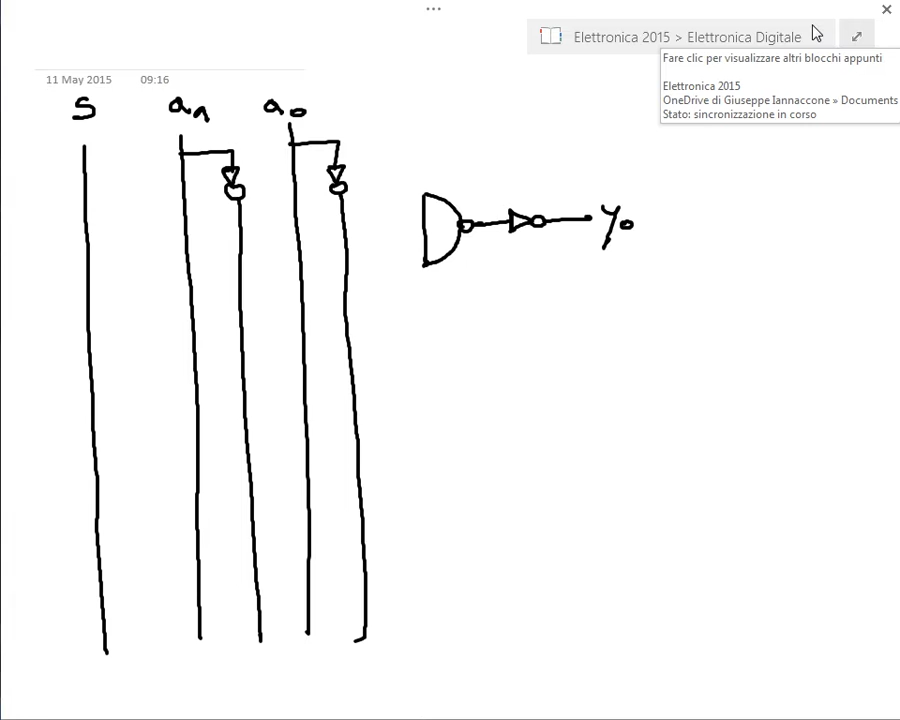 Elettronica 2015 > Elettronica Digitale
Fare clic per visualizzare altri blocchi appunti
Elettronica 2015
OneDrive di Giuseppe Iannaccone » Documents
Stato: sincronizzazione in corso
11 May 2015 09:16
S a1 a0
y0